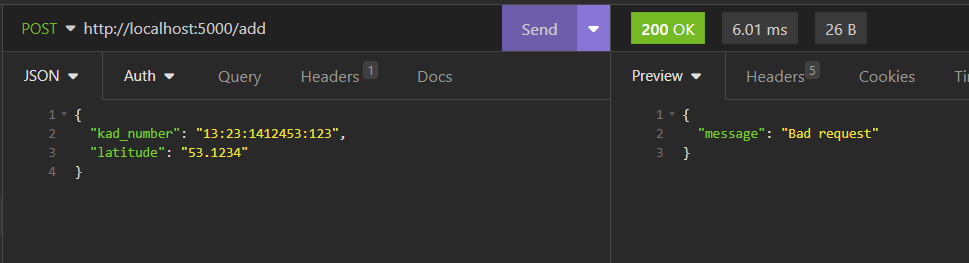 POST http://localhost:5000/add Send 200 OK 6.01 ms 26 B
JSON Auth Query Headers 1 Docs Preview Headers 5 Cookies
1 { 1 {
2 "kad_number": "13:23:1412453:123", 2 "message": "Bad request"
3 "latitude": "53.1234" 3 }
4 }